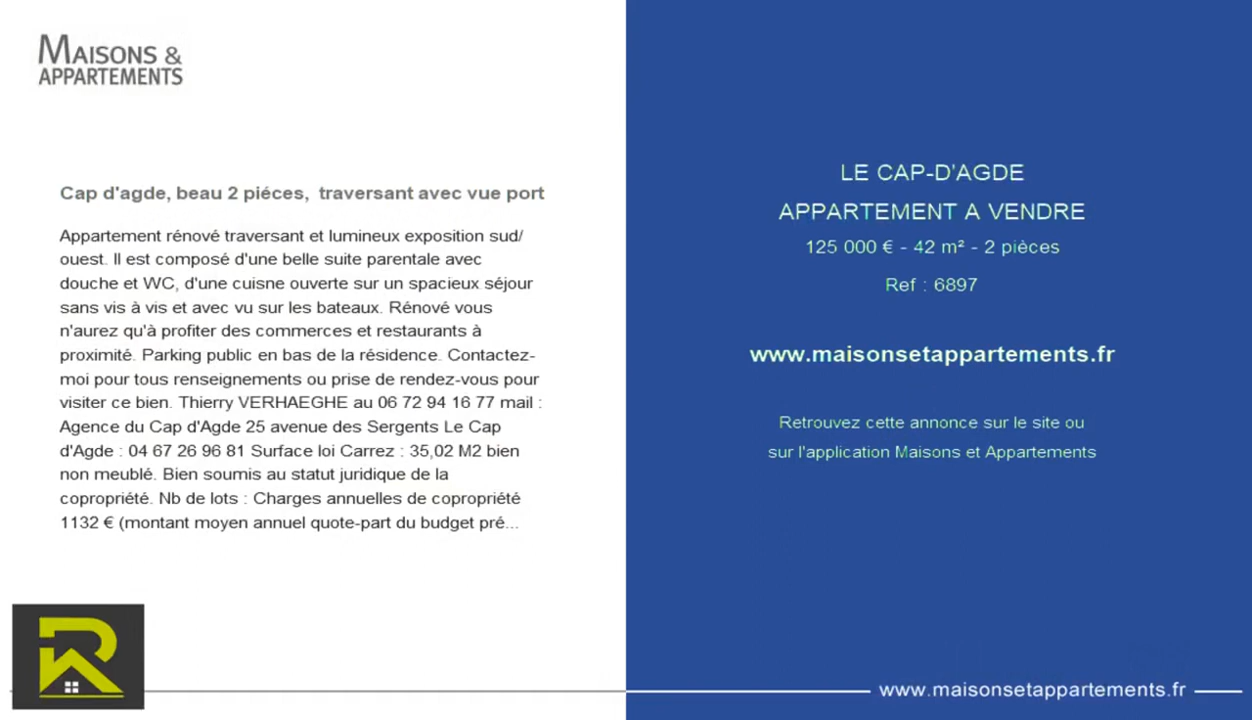 MAISONS &
APPARTEMENTS
Cap d'agde, beau 2 piéces,  traversant avec vue port
Appartement rénové traversant et lumineux exposition sud/
ouest. Il est composé d'une belle suite parentale avec
douche et WC, d'une cuisne ouverte sur un spacieux séjour
sans vis à vis et avec vu sur les bateaux. Rénové vous
n'aurez qu'à profiter des commerces et restaurants à
proximité. Parking public en bas de la résidence. Contactez-
moi pour tous renseignements ou prise de rendez-vous pour
visiter ce bien. Thierry VERHAEGHE au 06 72 94 16 77 mail :
Agence du Cap d'Agde 25 avenue des Sergents Le Cap
d'Agde : 04 67 26 96 81 Surface loi Carrez : 35,02 M2 bien
non meublé. Bien soumis au statut juridique de la
copropriété. Nb de lots : Charges annuelles de copropriété
1132 € (montant moyen annuel quote-part du budget pré...
LE CAP-D'AGDE
APPARTEMENT A VENDRE
125 000 € - 42 m² - 2 pièces
Ref : 6897
www.maisonsetappartements.fr
Retrouvez cette annonce sur le site ou
sur l'application Maisons et Appartements
www.maisonsetappartements.fr